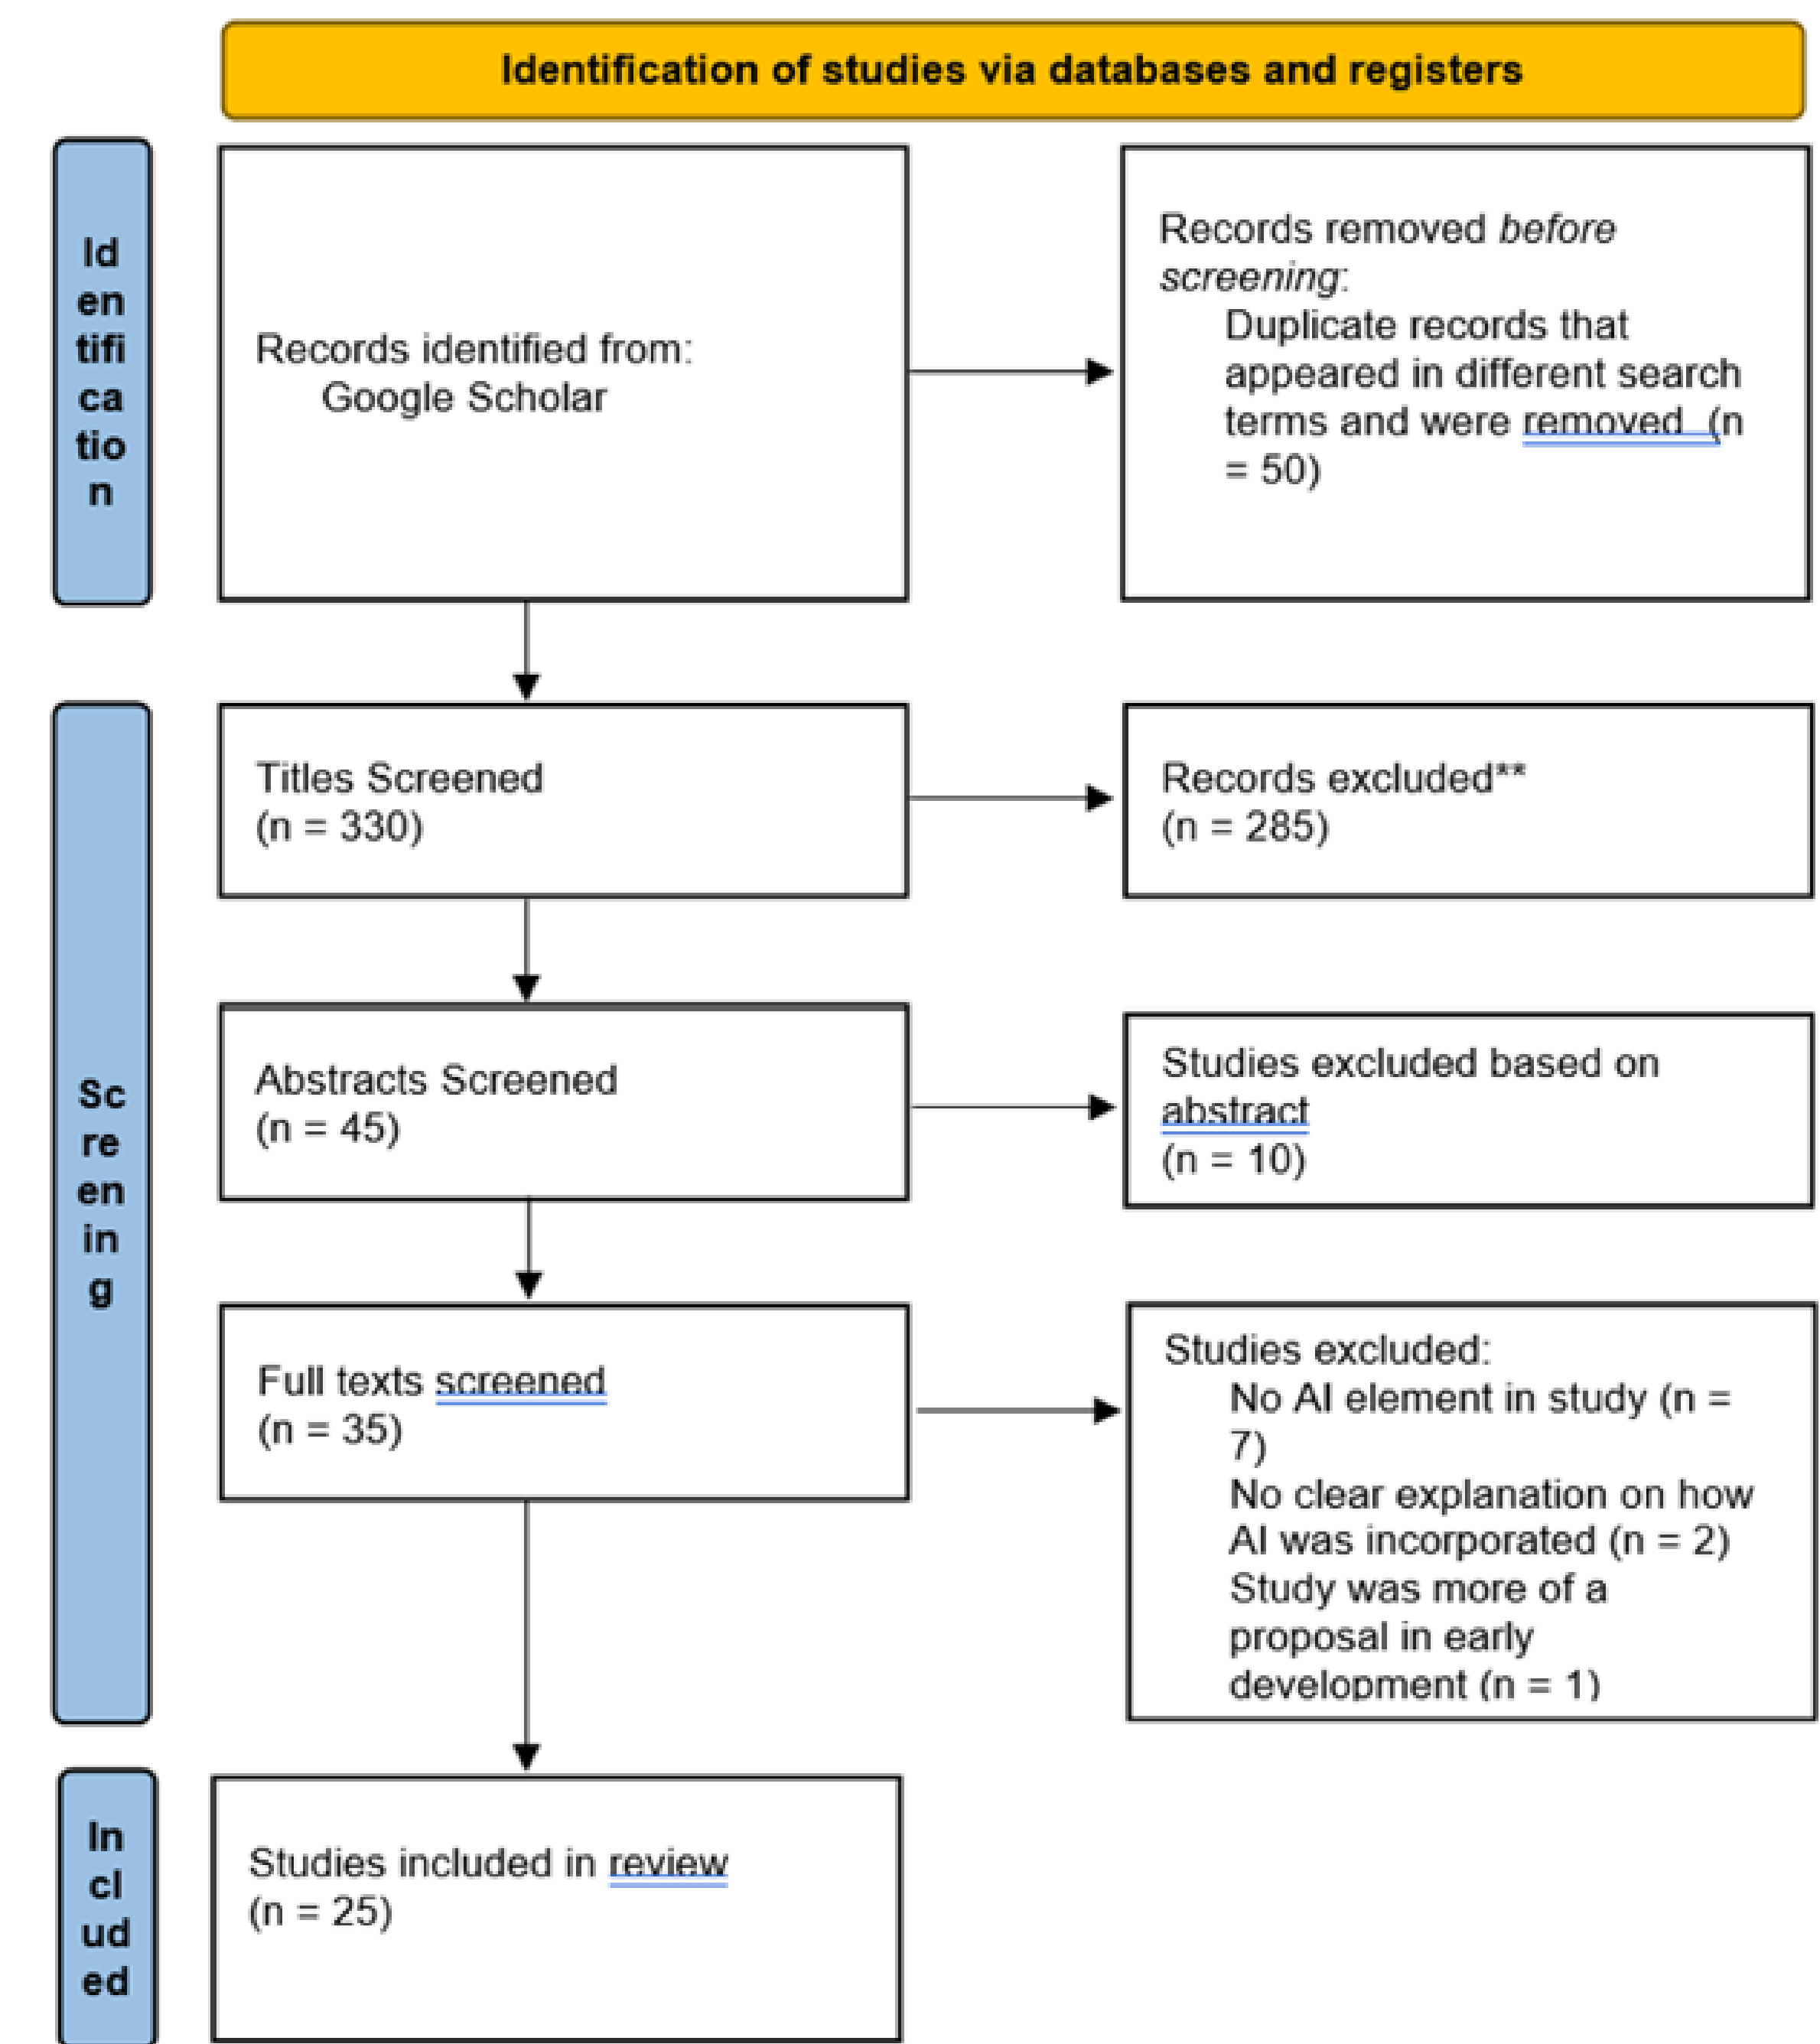 Identification of studies via databases and registers
Id
en
tifi
ca
tio
n
Records identified from:
Google Scholar
Records removed before
screening:
Duplicate records that
appeared in different search
terms and were removed  (n
= 50)
Sc
re
en
in
g
Titles Screened
(n = 330)
Records excluded**
(n = 285)
Abstracts Screened
(n = 45)
Studies excluded based on
abstract
(n = 10)
Full texts screened
(n = 35)
Studies excluded:
No AI element in study (n =
7)
No clear explanation on how
AI was incorporated (n = 2)
Study was more of a
proposal in early
development (n = 1)
In
cl
ud
ed
Studies included in review
(n = 25)